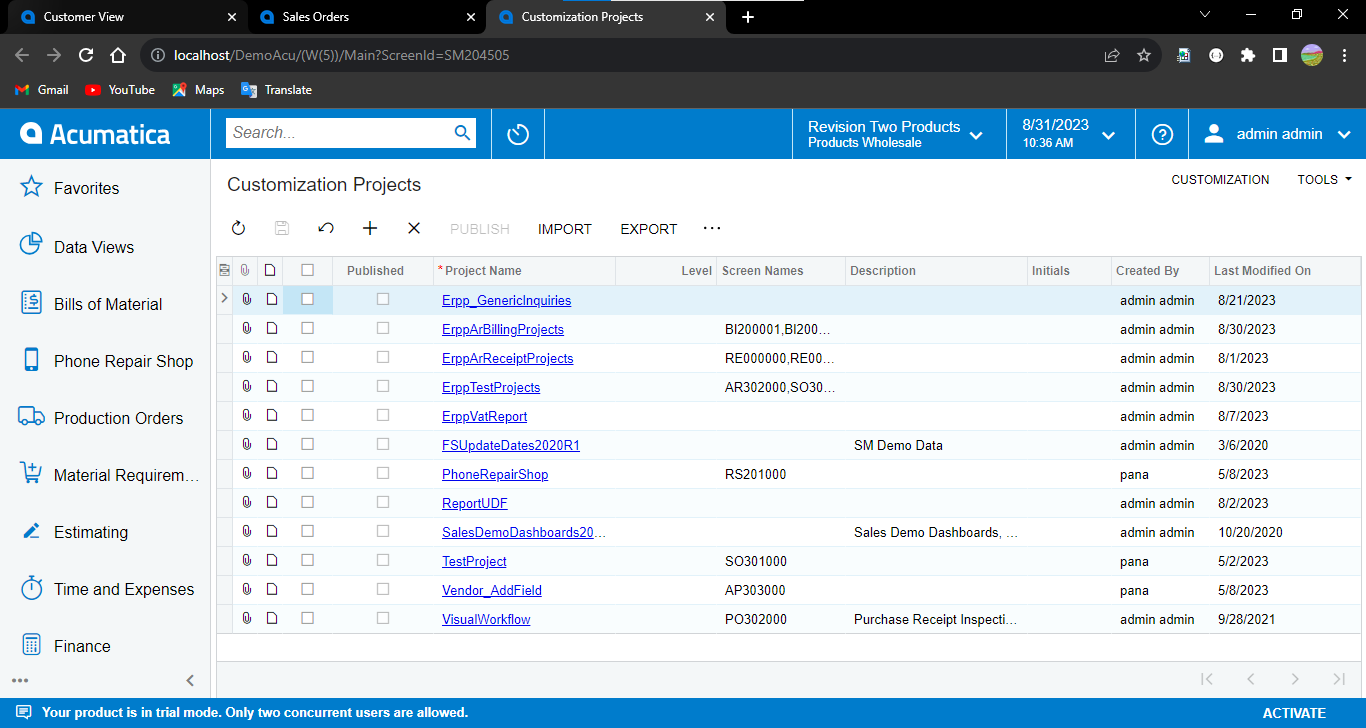 Customer View Sales Orders Customization Projects
localhost/DemoAcu/(W(5))/Main?ScreenId=SM204505
Gmail YouTube Maps Translate
Acumatica Search... Revision Two Products 8/31/2023 admin admin
Products Wholesale 10:36 AM
Favorites
Data Views
Bills of Material
Phone Repair Shop
Production Orders
Material Requirem...
Estimating
Time and Expenses
Finance
Customization Projects CUSTOMIZATION TOOLS
PUBLISH IMPORT EXPORT ...
Published * Project Name Level Screen Names Description Initials Created By Last Modified On
Erpp_GenericInquiries admin admin 8/21/2023
ErppArBillingProjects BI200001,BI200... admin admin 8/30/2023
ErppArReceiptProjects RE000000,RE00... admin admin 8/1/2023
ErppTestProjects AR302000,SO30... admin admin 8/30/2023
ErppVatReport admin admin 8/7/2023
FSUpdateDates2020R1 SM Demo Data admin admin 3/6/2020
PhoneRepairShop RS201000 pana 5/8/2023
ReportUDF admin admin 8/2/2023
SalesDemoDashboards20... Sales Demo Dashboards, ... admin admin 10/20/2020
TestProject SO301000 pana 5/2/2023
Vendor_AddField AP303000 pana 5/8/2023
VisualWorkflow PO302000 Purchase Receipt Inspecti... admin admin 9/28/2021
Your product is in trial mode. Only two concurrent users are allowed. ACTIVATE